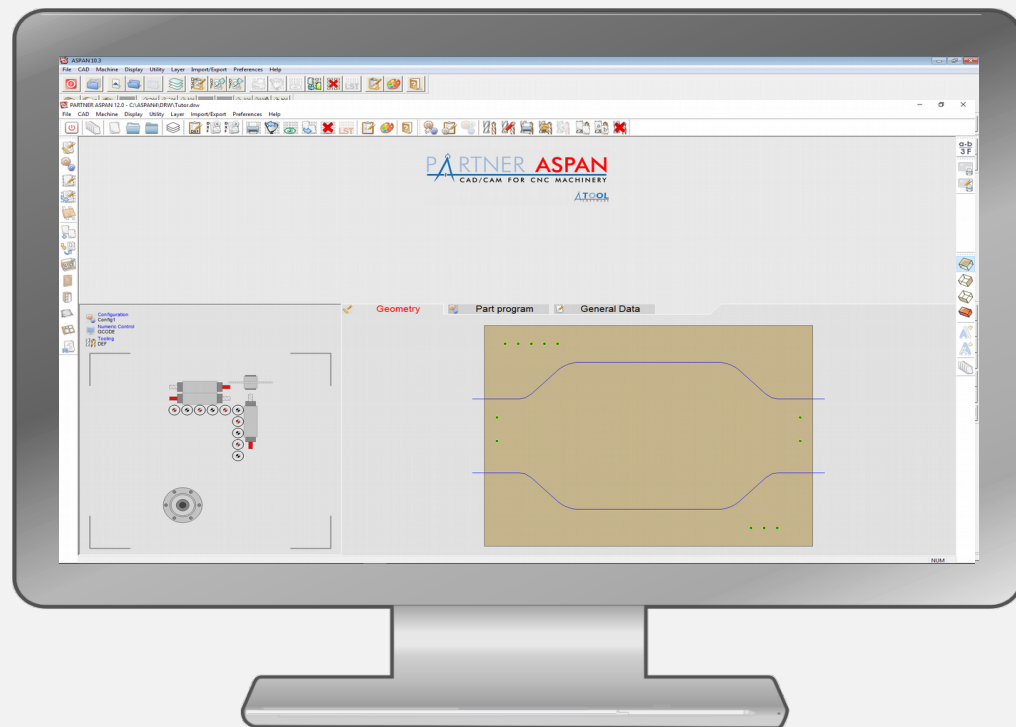 ASPAN 10.3
File CAD Machine Display Utility Layer Import/Export Preferences Help
LST
PARTNER ASPAN 12.0 - C:\ASPAN4\DRW\Tutor.drw
File CAD Machine Display Utility Layer Import/Export Preferences Help
LST
a-b
3 F
PARTNER ASPAN
CAD/CAM FOR CNC MACHINERY
ATOOL
Geometry Part program General Data
Configuration
Config1
Numeric Control
GCODE
Tooling
DEF
NUM